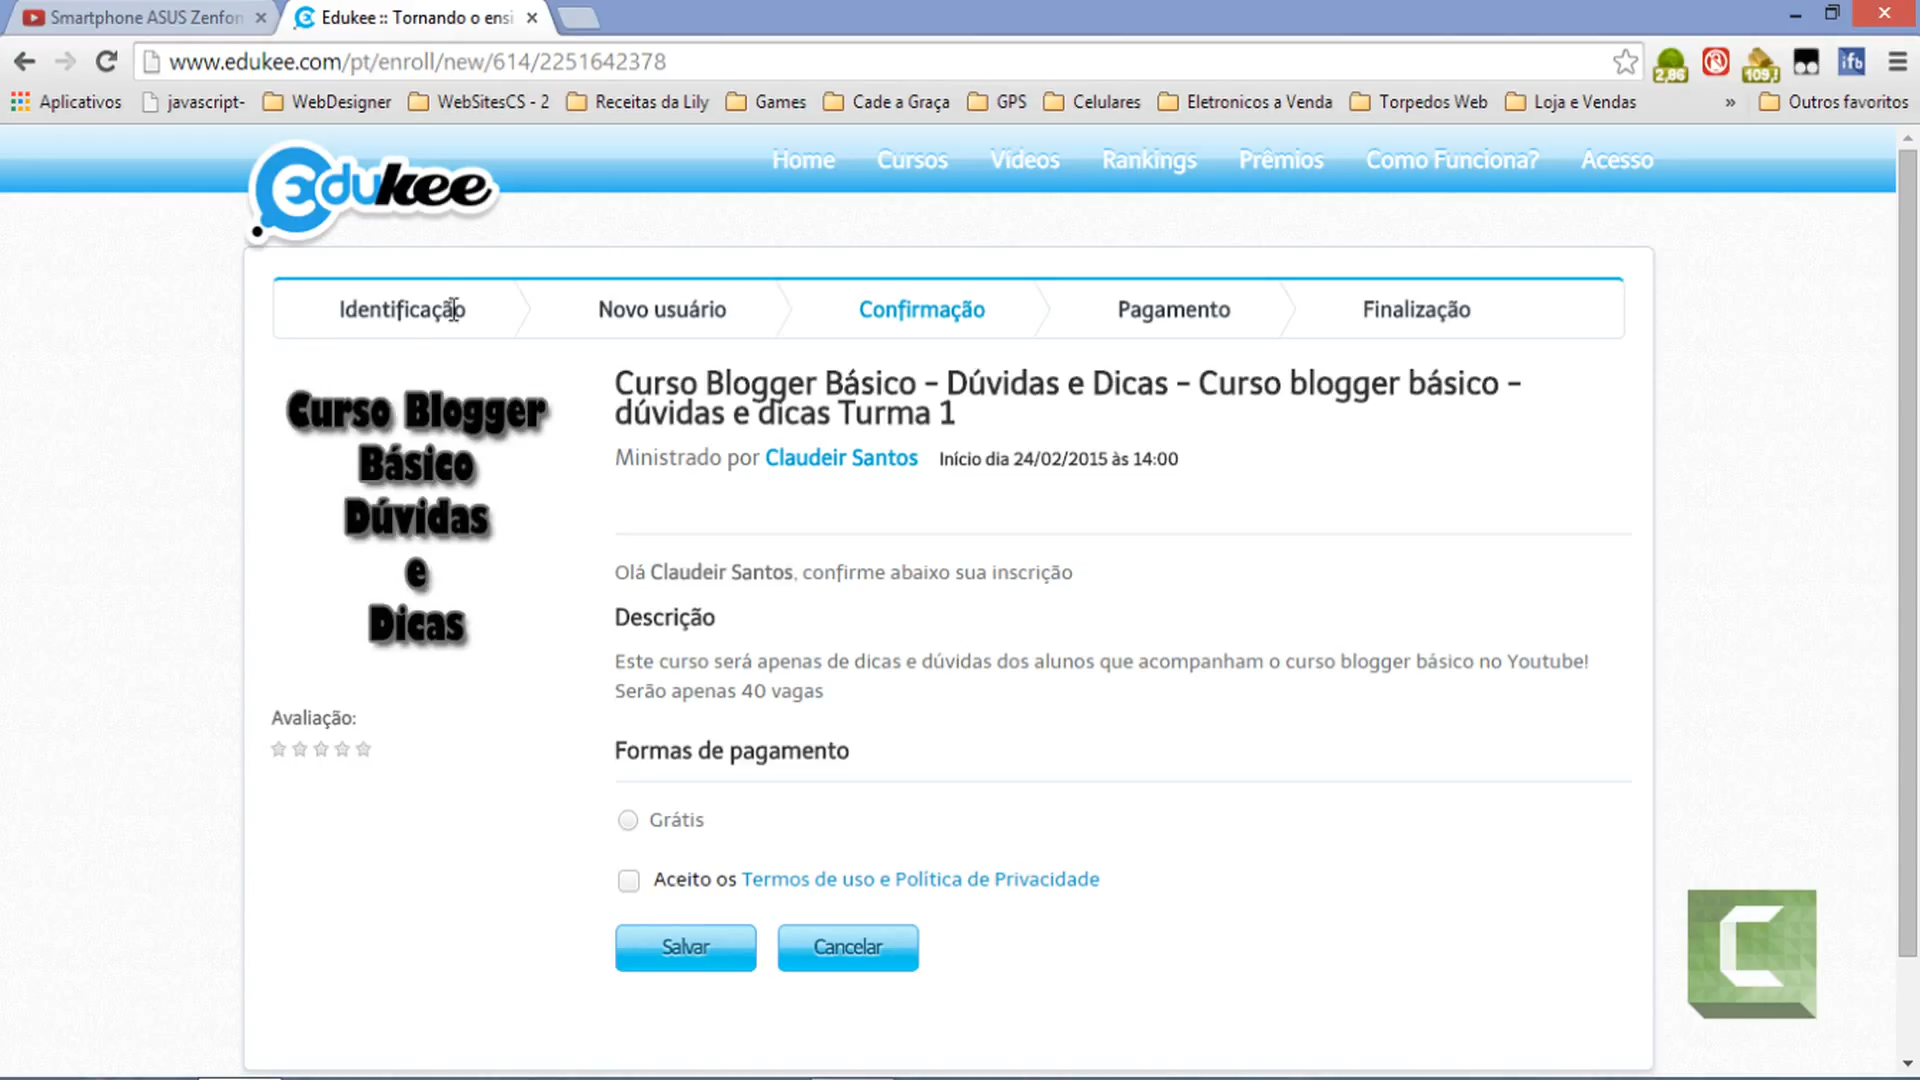 Smartphone ASUS Zenfon
Edukee :: Tornando o ensi
www.edukee.com/pt/enroll/new/614/2251642378
2,86
109,
ifb
Aplicativos
javascript-
WebDesigner
WebSitesCS - 2
Receitas da Lily
Games
Cade a Graça
GPS
Celulares
Eletronicos a Venda
Torpedos Web
Loja e Vendas
»
Outros favoritos
Edukee
Home
Cursos
Vídeos
Rankings
Prêmios
Como Funciona?
Acesso
Identificação
Novo usuário
Confirmação
Pagamento
Finalização
Curso Blogger
Básico
Dúvidas
e
Dicas
Avaliação:
Curso Blogger Básico - Dúvidas e Dicas - Curso blogger básico -
dúvidas e dicas Turma 1
Ministrado por Claudeir Santos Início dia 24/02/2015 às 14:00
Olá Claudeir Santos, confirme abaixo sua inscrição
Descrição
Este curso será apenas de dicas e dúvidas dos alunos que acompanham o curso blogger básico no Youtube!
Serão apenas 40 vagas
Formas de pagamento
Grátis
Aceito os Termos de uso e Política de Privacidade
Salvar
Cancelar
C